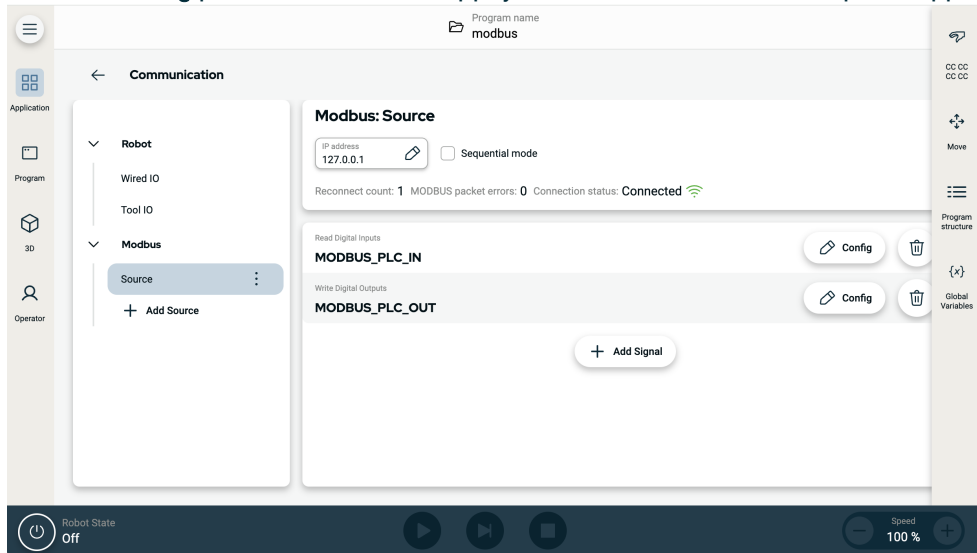 Program name
modbus
Communication
Application
Program
3D
Operator
Robot
Wired IO
Tool IO
Modbus
Source
Add Source
Modbus: Source
IP address
127.0.0.1
Sequential mode
Reconnect count: 1 MODBUS packet errors: 0 Connection status: Connected
Read Digital Inputs
MODBUS_PLC_IN
Config
Write Digital Outputs
MODBUS_PLC_OUT
Config
Add Signal
CC CC
CC CC
Move
Program
structure
{x}
Global
Variables
Robot State
Off
Speed
100 %